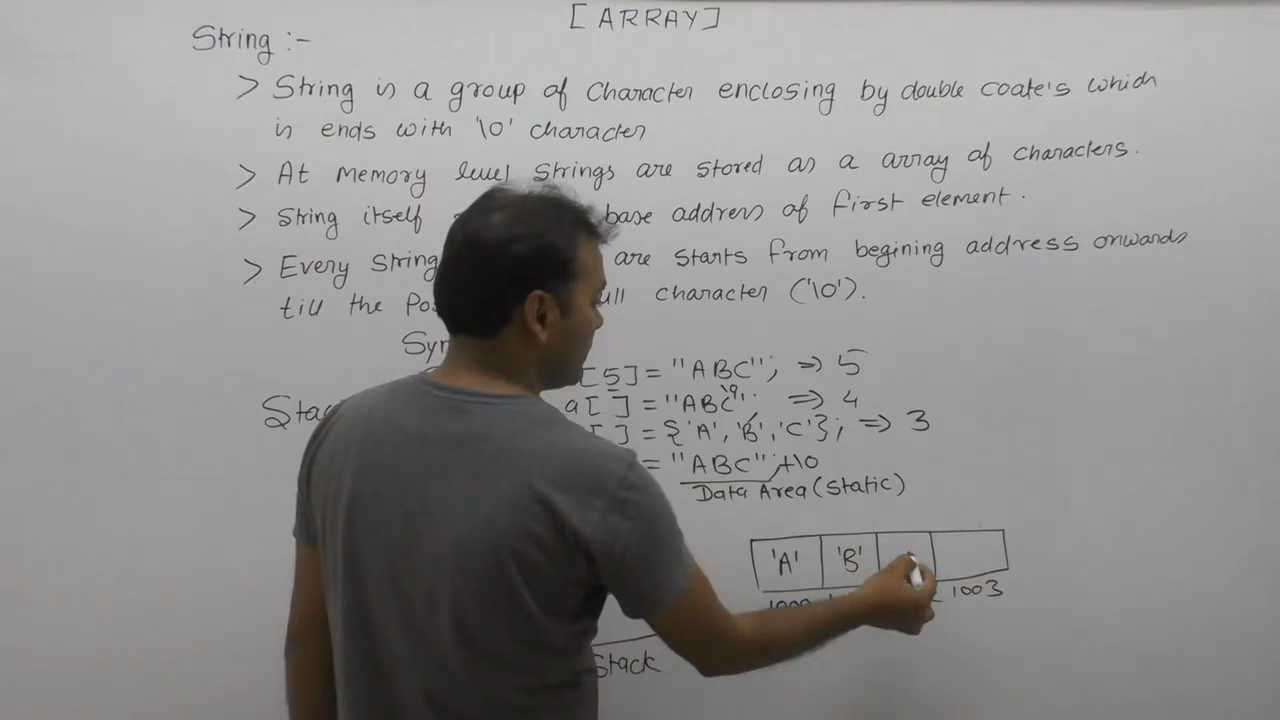 [ARRAY]
String :-
> String is a group of character enclosing by double coate's which
is ends with '\0' character
> At memory level strings are stored as a array of characters.
> String itself base address of first element.
> Every string are starts from begining address onwards
till the ull character ('\0').
[5] = "ABC"; => 5
a[ ] = "ABC"; => 4
[ ] = {'A', 'B', 'C'}; => 3
= "ABC"; +\0
Data Area (Static)
'A' 'B'
1000 1003
Stack